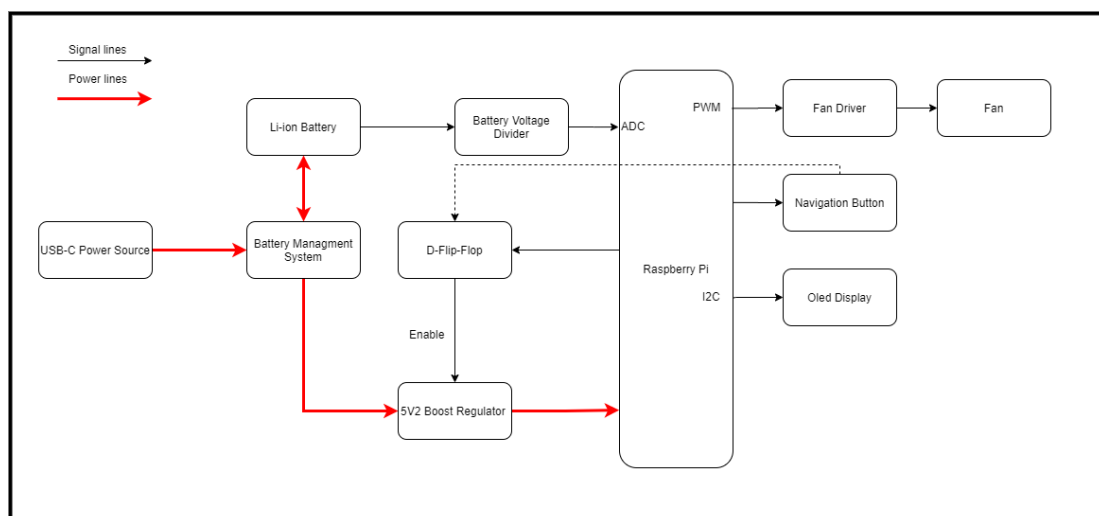 Signal lines
Power lines
Li-ion Battery
Battery Voltage
Divider
ADC
PWM
Fan Driver
Fan
USB-C Power Source
Battery Managment
System
D-Flip-Flop
Navigation Button
Raspberry Pi
I2C
Oled Display
Enable
5V2 Boost Regulator